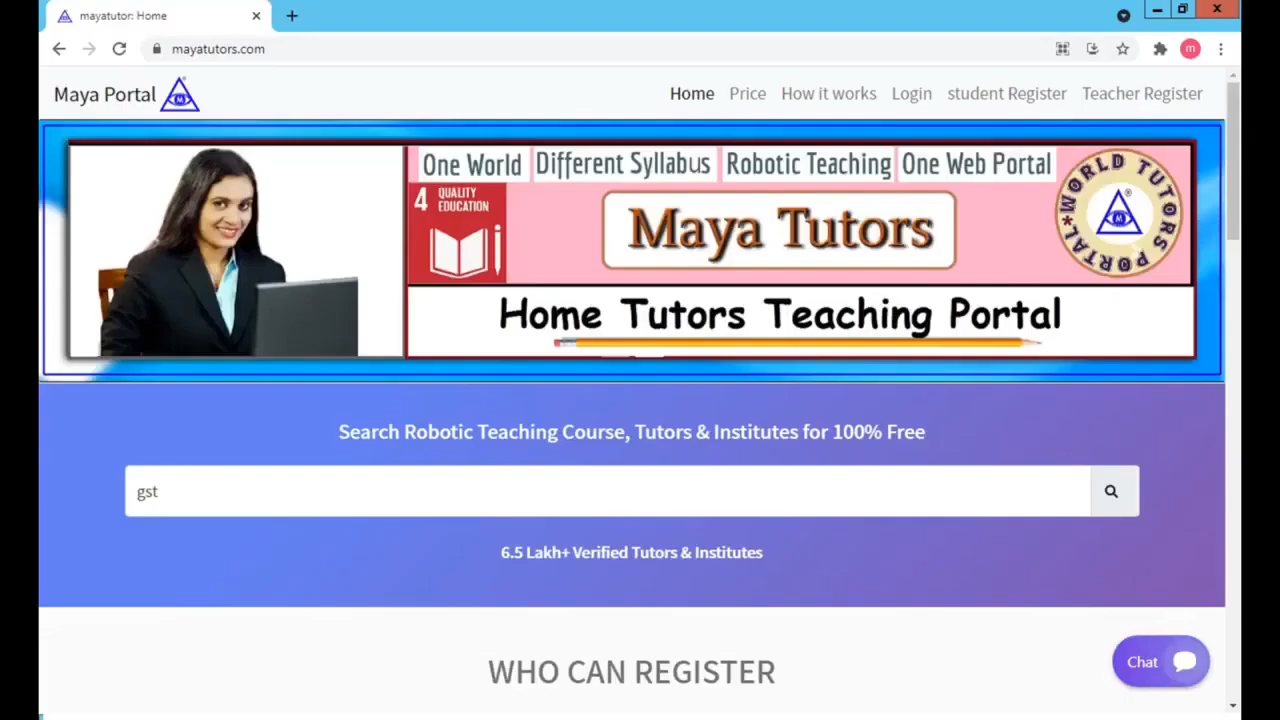 mayatutor: Home
mayatutors.com
m
Maya Portal
M
Home Price How it works Login student Register Teacher Register
One World Different Syllabus Robotic Teaching One Web Portal
4 QUALITY EDUCATION
Maya Tutors
WORLD TUTORS PORTAL*
M
Home Tutors Teaching Portal
Search Robotic Teaching Course, Tutors & Institutes for 100% Free
gst
6.5 Lakh+ Verified Tutors & Institutes
WHO CAN REGISTER
Chat